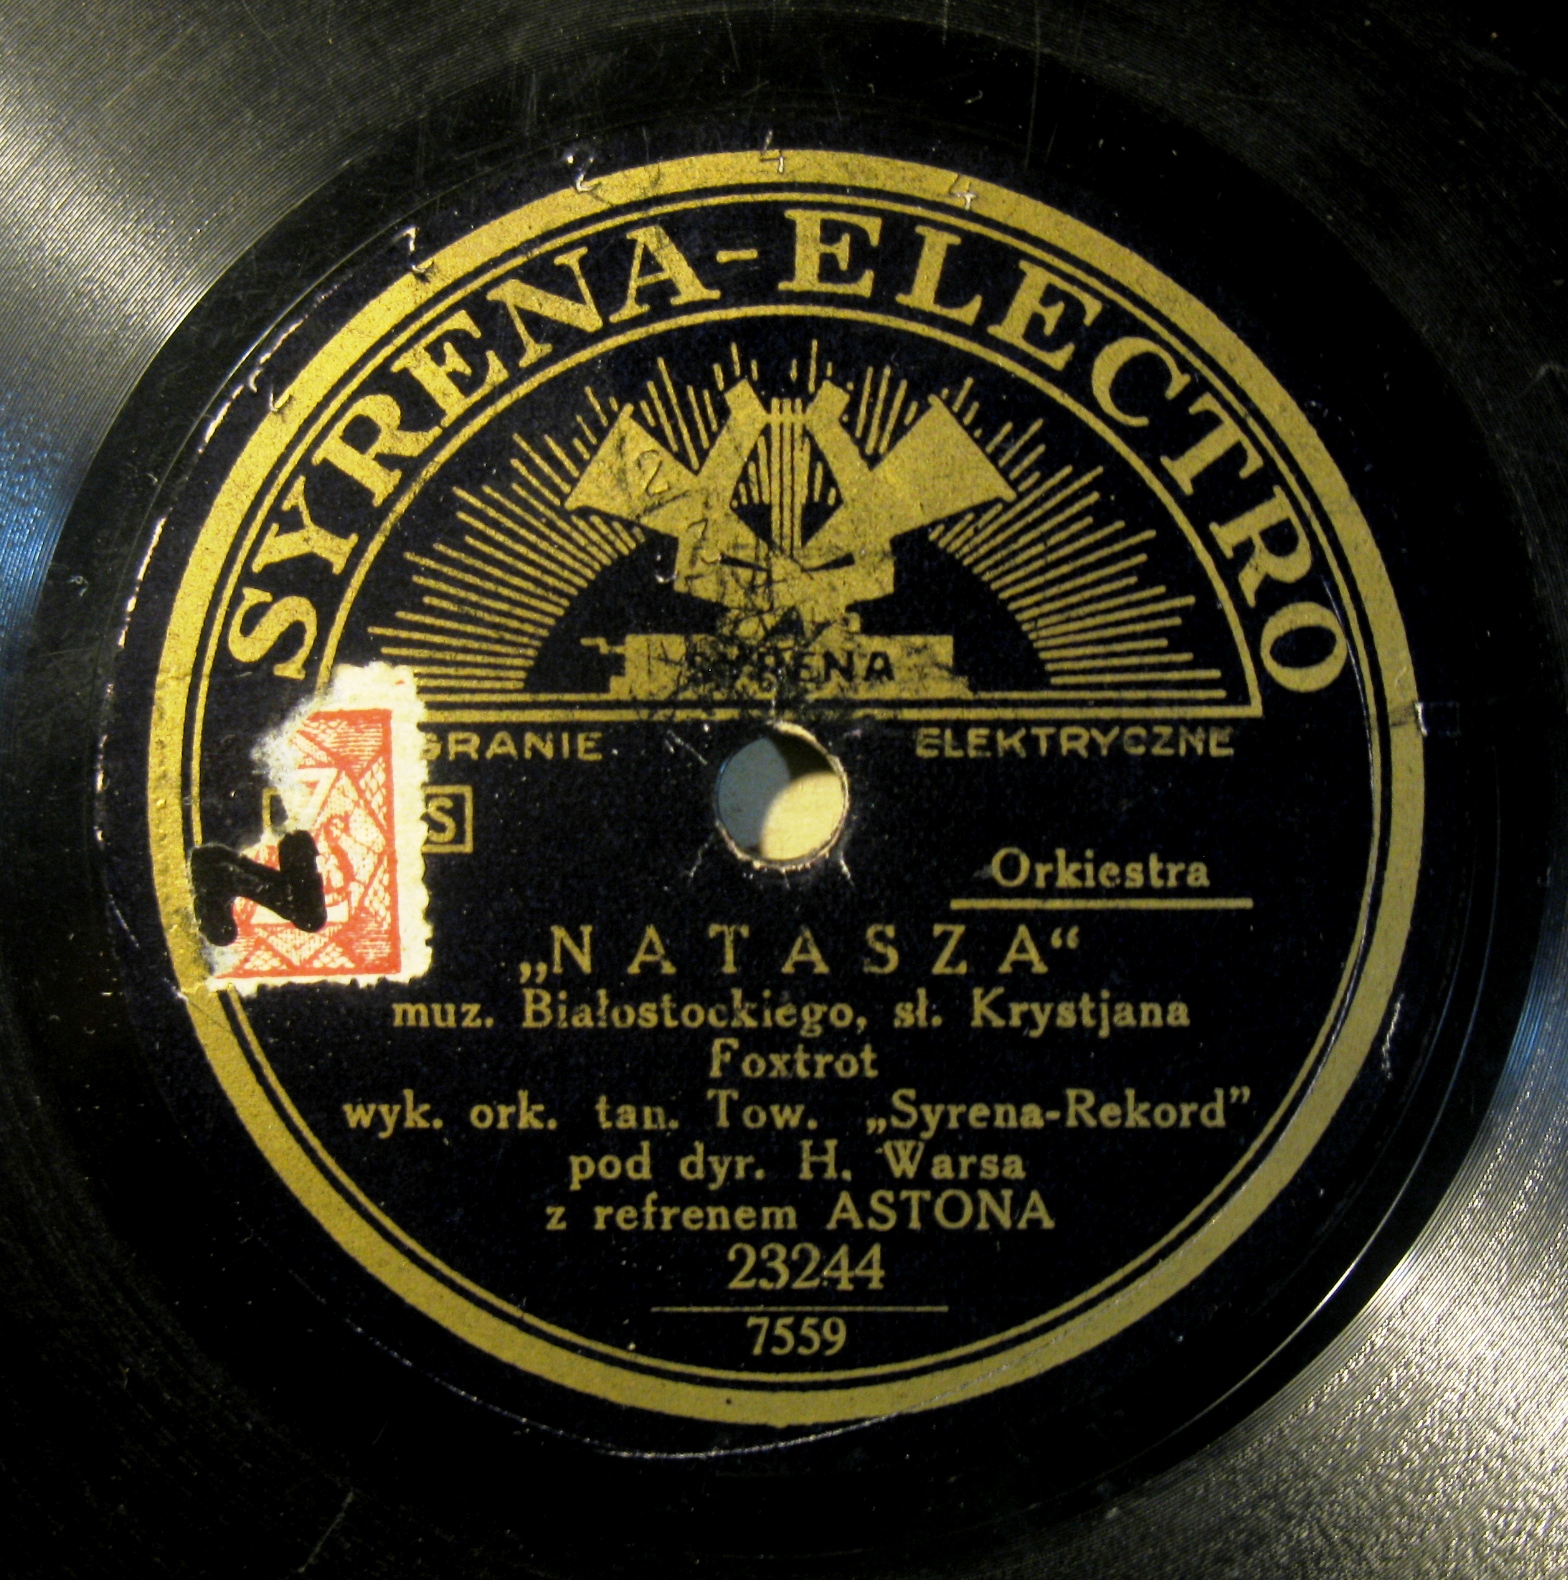 SYRENA-ELECTRO
SYRENA
GRANIE ELEKTRYCZNE
S
Orkiestra
„NATASZA“
muz. Białostockiego, sł. Krystjana
Foxtrot
wyk. ork. tan. Tow. „Syrena-Rekord”
pod dyr. H. Warsa
z refrenem ASTONA
23244
7559